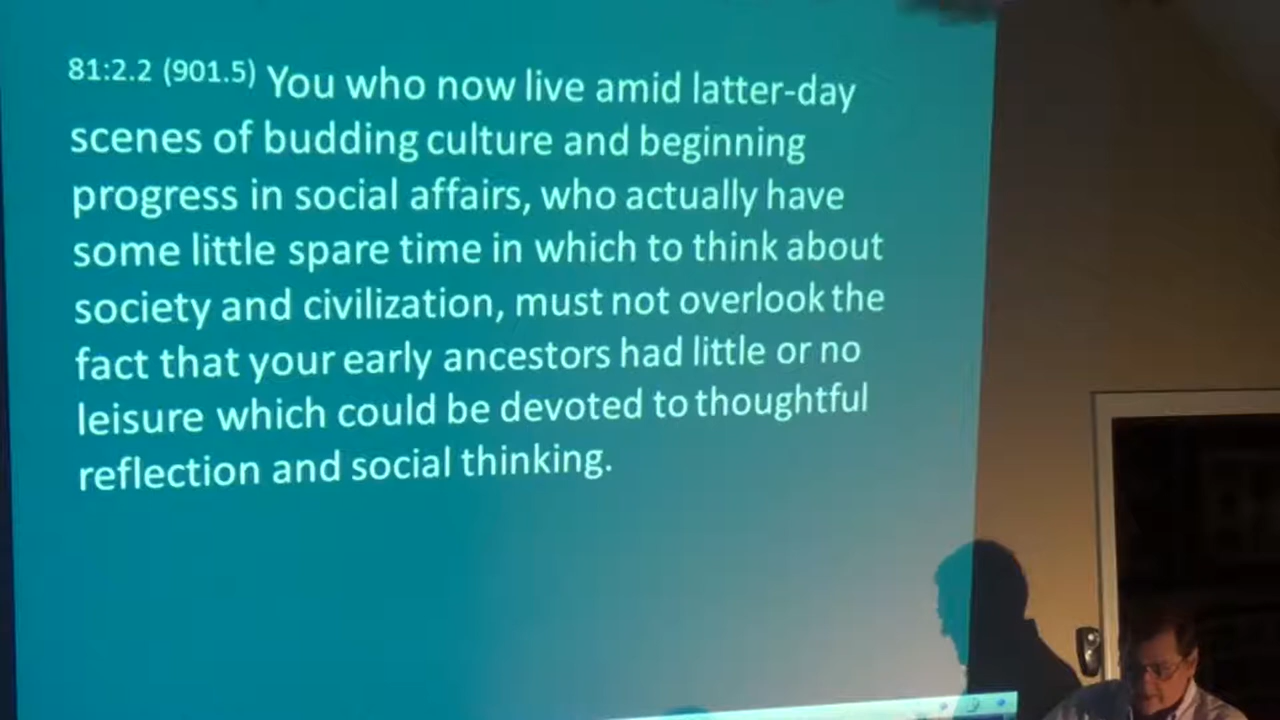 81:2.2 (901.5) You who now live amid latter-day
scenes of budding culture and beginning
progress in social affairs, who actually have
some little spare time in which to think about
society and civilization, must not overlook the
fact that your early ancestors had little or no
leisure which could be devoted to thoughtful
reflection and social thinking.